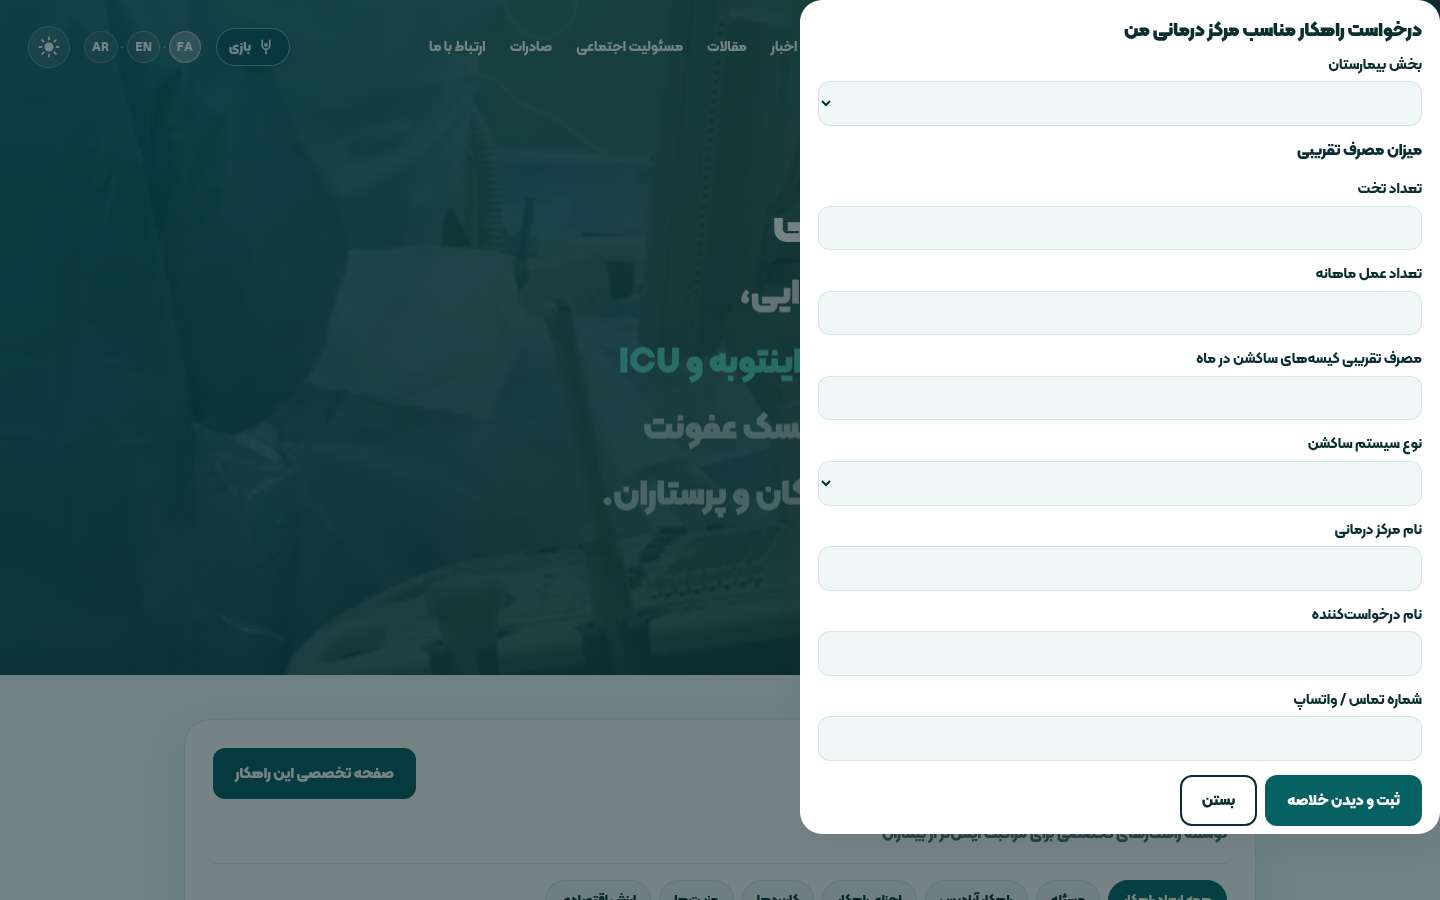 درخواست راهکار مناسب مرکز درمانی من
بخش بیمارستان
میزان مصرف تقریبی
تعداد تخت
تعداد عمل ماهانه
مصرف تقریبی کیسه‌های ساکشن در ماه
نوع سیستم ساکشن
نام مرکز درمانی
نام درخواست‌کننده
شماره تماس / واتساپ
ثبت و دیدن خلاصه
بستن
اخبار
مقالات
مسئولیت اجتماعی
صادرات
ارتباط با ما
بازی
FA · EN · AR
اینتوبه و ICU
عفونت
و پرستاران.
صفحه تخصصی این راهکار